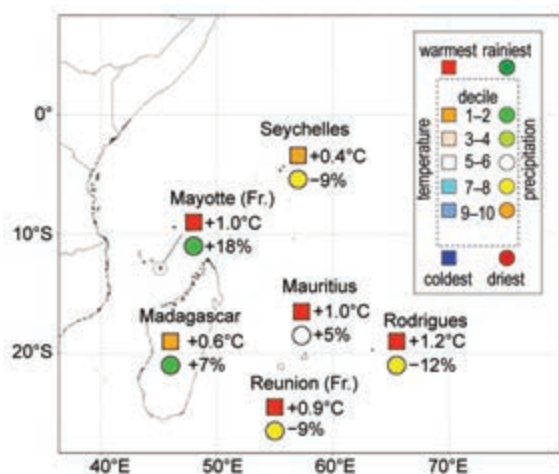 warmest rainiest
decile
1–2
3–4
5–6
7–8
9–10
temperature
precipitation
coldest driest
0°
10°S
20°S
Seychelles
+0.4°C
−9%
Mayotte (Fr.)
+1.0°C
+18%
Mauritius
+1.0°C
+5%
Madagascar
+0.6°C
+7%
Rodrigues
+1.2°C
−12%
Reunion (Fr.)
+0.9°C
−9%
40°E 50°E 60°E 70°E